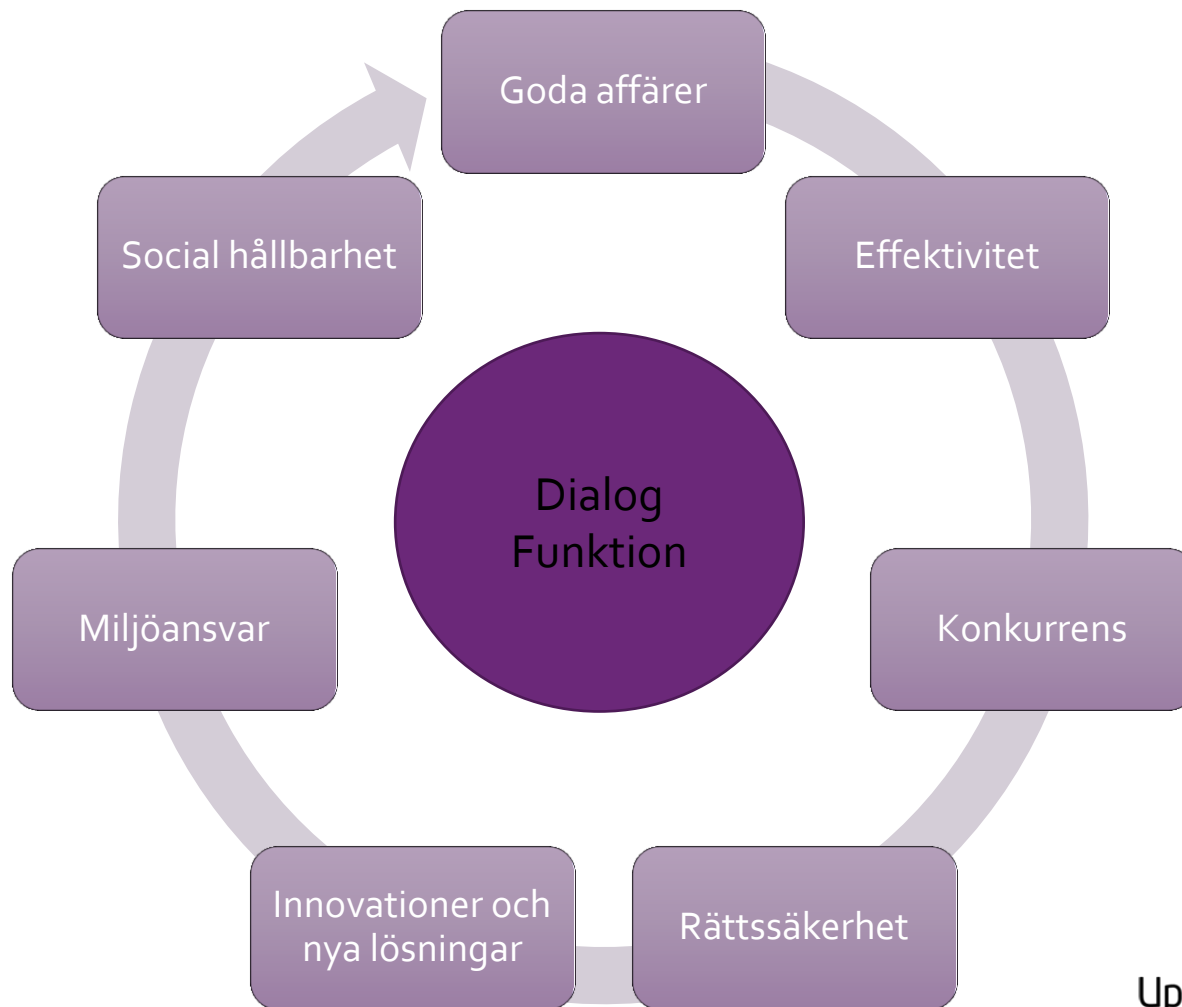 Goda affärer
Social hållbarhet
Effektivitet
Dialog
Funktion
Miljöansvar
Konkurrens
Innovationer och
nya lösningar
Rättssäkerhet